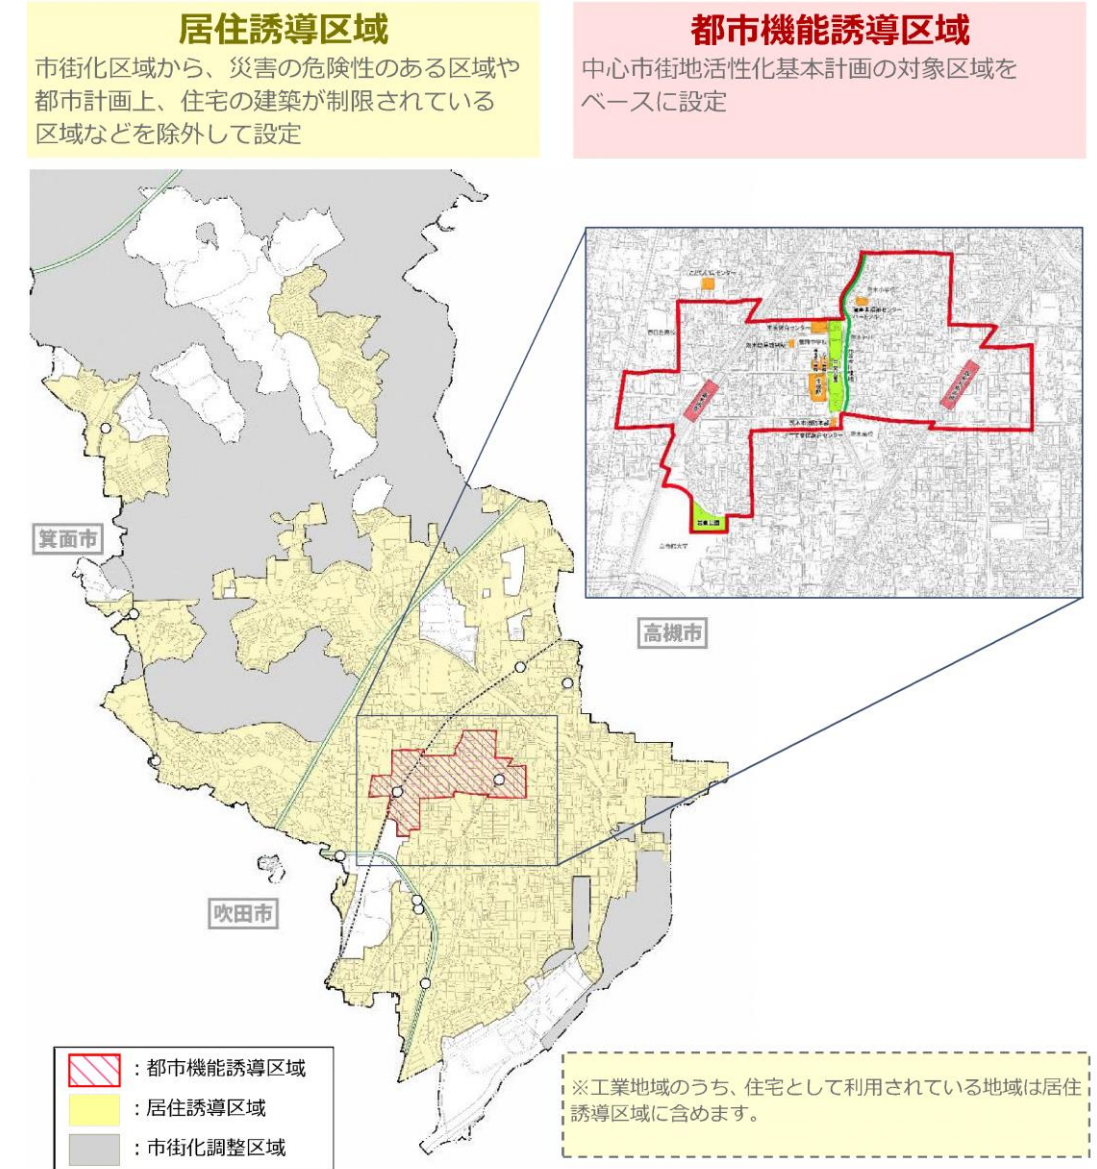 居住誘導区域
市街化区域から、災害の危険性のある区域や
都市計画上、住宅の建築が制限されている
区域などを除外して設定
都市機能誘導区域
中心市街地活性化基本計画の対象区域を
ベースに設定
箕面市
高槻市
吹田市
：都市機能誘導区域
：居住誘導区域
：市街化調整区域
※工業地域のうち、住宅として利用されている地域は居住
誘導区域に含めます。